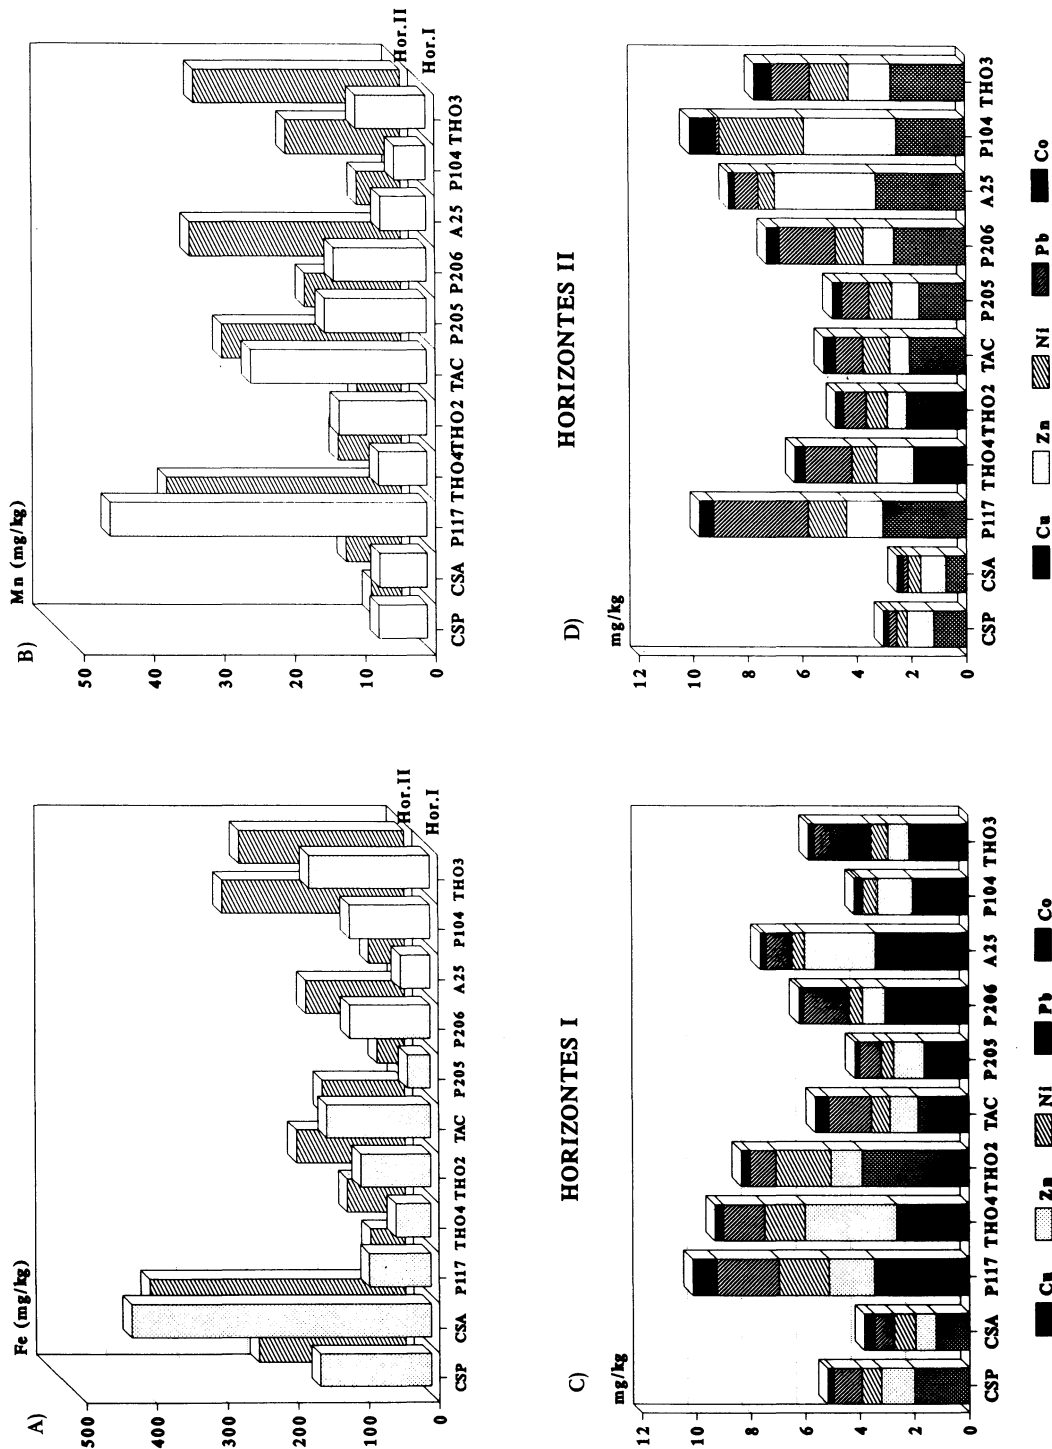 A)
Fe (mg/kg)
500
400
300
200
100
0
CSP CSA P117 THO4 THO2 TAC P205 P206 A25 P104 THO3
Hor.II
Hor.I
B)
Mn (mg/kg)
50
40
30
20
10
0
CSP CSA P117 THO4 THO2 TAC P205 P206 A25 P104 THO3
Hor.II
Hor.I
HORIZONTES I
C)
mg/kg
12
10
8
6
4
2
0
CSP CSA P117 THO4 THO2 TAC P205 P206 A25 P104 THO3
Cu Zn Ni Pb Co
HORIZONTES II
D)
mg/kg
12
10
8
6
4
2
0
CSP CSA P117 THO4 THO2 TAC P205 P206 A25 P104 THO3
Cu Zn Ni Pb Co